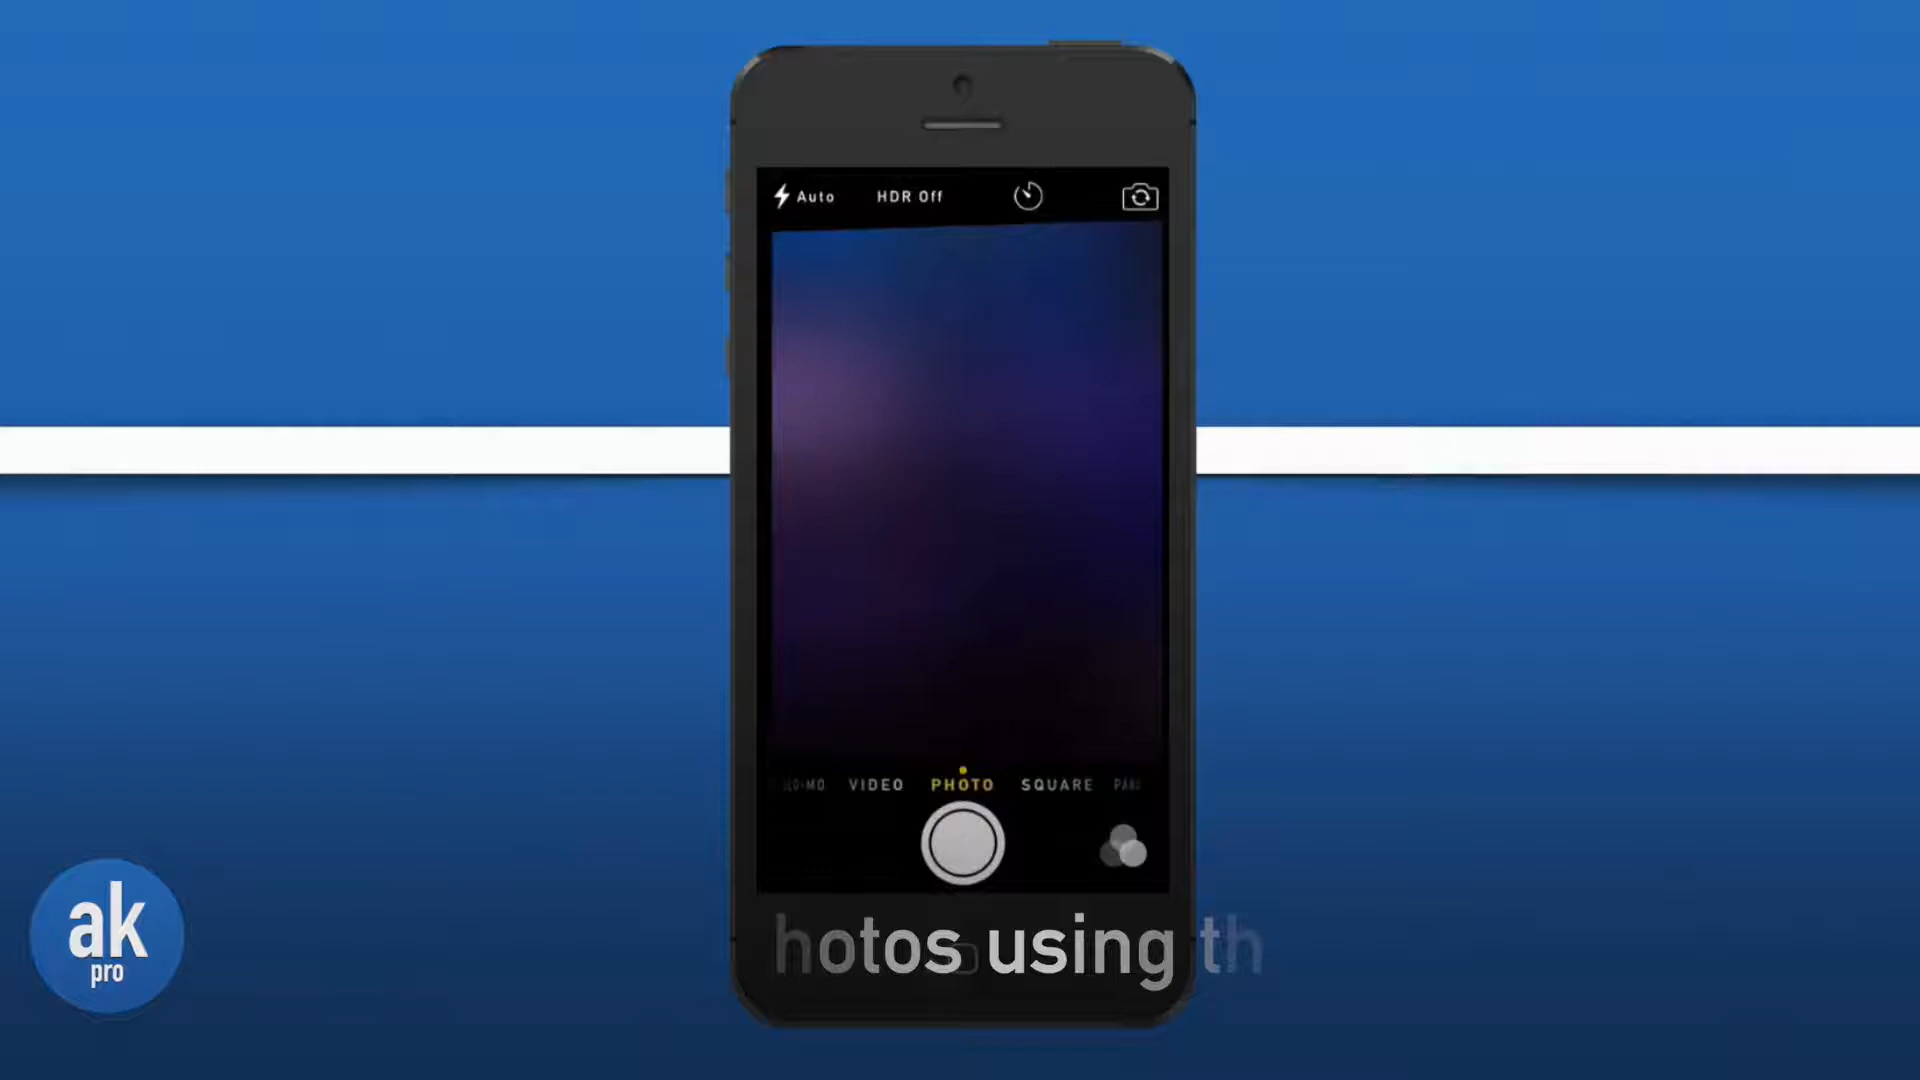 Auto HDR Off
VIDEO PHOTO SQUARE
hotos using th
ak
pro